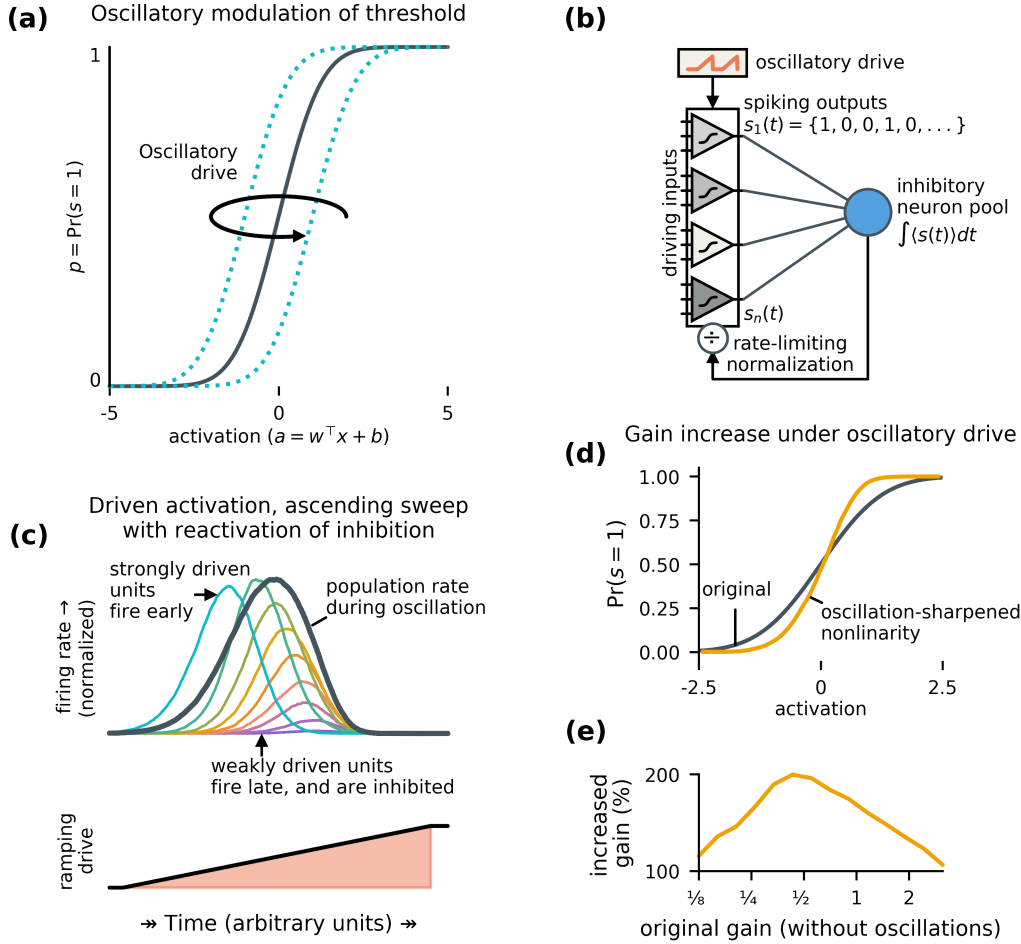 (a)
Oscillatory modulation of threshold
1
Oscillatory
drive
p = Pr(s = 1)
0
-5
0
5
activation (a = w⊤x + b)
(b)
oscillatory drive
spiking outputs
s₁(t) = {1, 0, 0, 1, 0, . . . }
driving inputs
inhibitory
neuron pool
∫⟨s(t)⟩dt
sₙ(t)
÷
rate-limiting
normalization
(c)
Driven activation, ascending sweep
with reactivation of inhibition
strongly driven
units
fire early
population rate
during oscillation
firing rate →
(normalized)
weakly driven units
fire late, and are inhibited
ramping
drive
↠ Time (arbitrary units) ↠
(d)
Gain increase under oscillatory drive
1.00
0.75
0.50
0.25
0.00
Pr(s = 1)
original
oscillation-sharpened
nonlinarity
-2.5
0
2.5
activation
(e)
200
100
increased
gain (%)
⅛
¼
½
1
2
original gain (without oscillations)